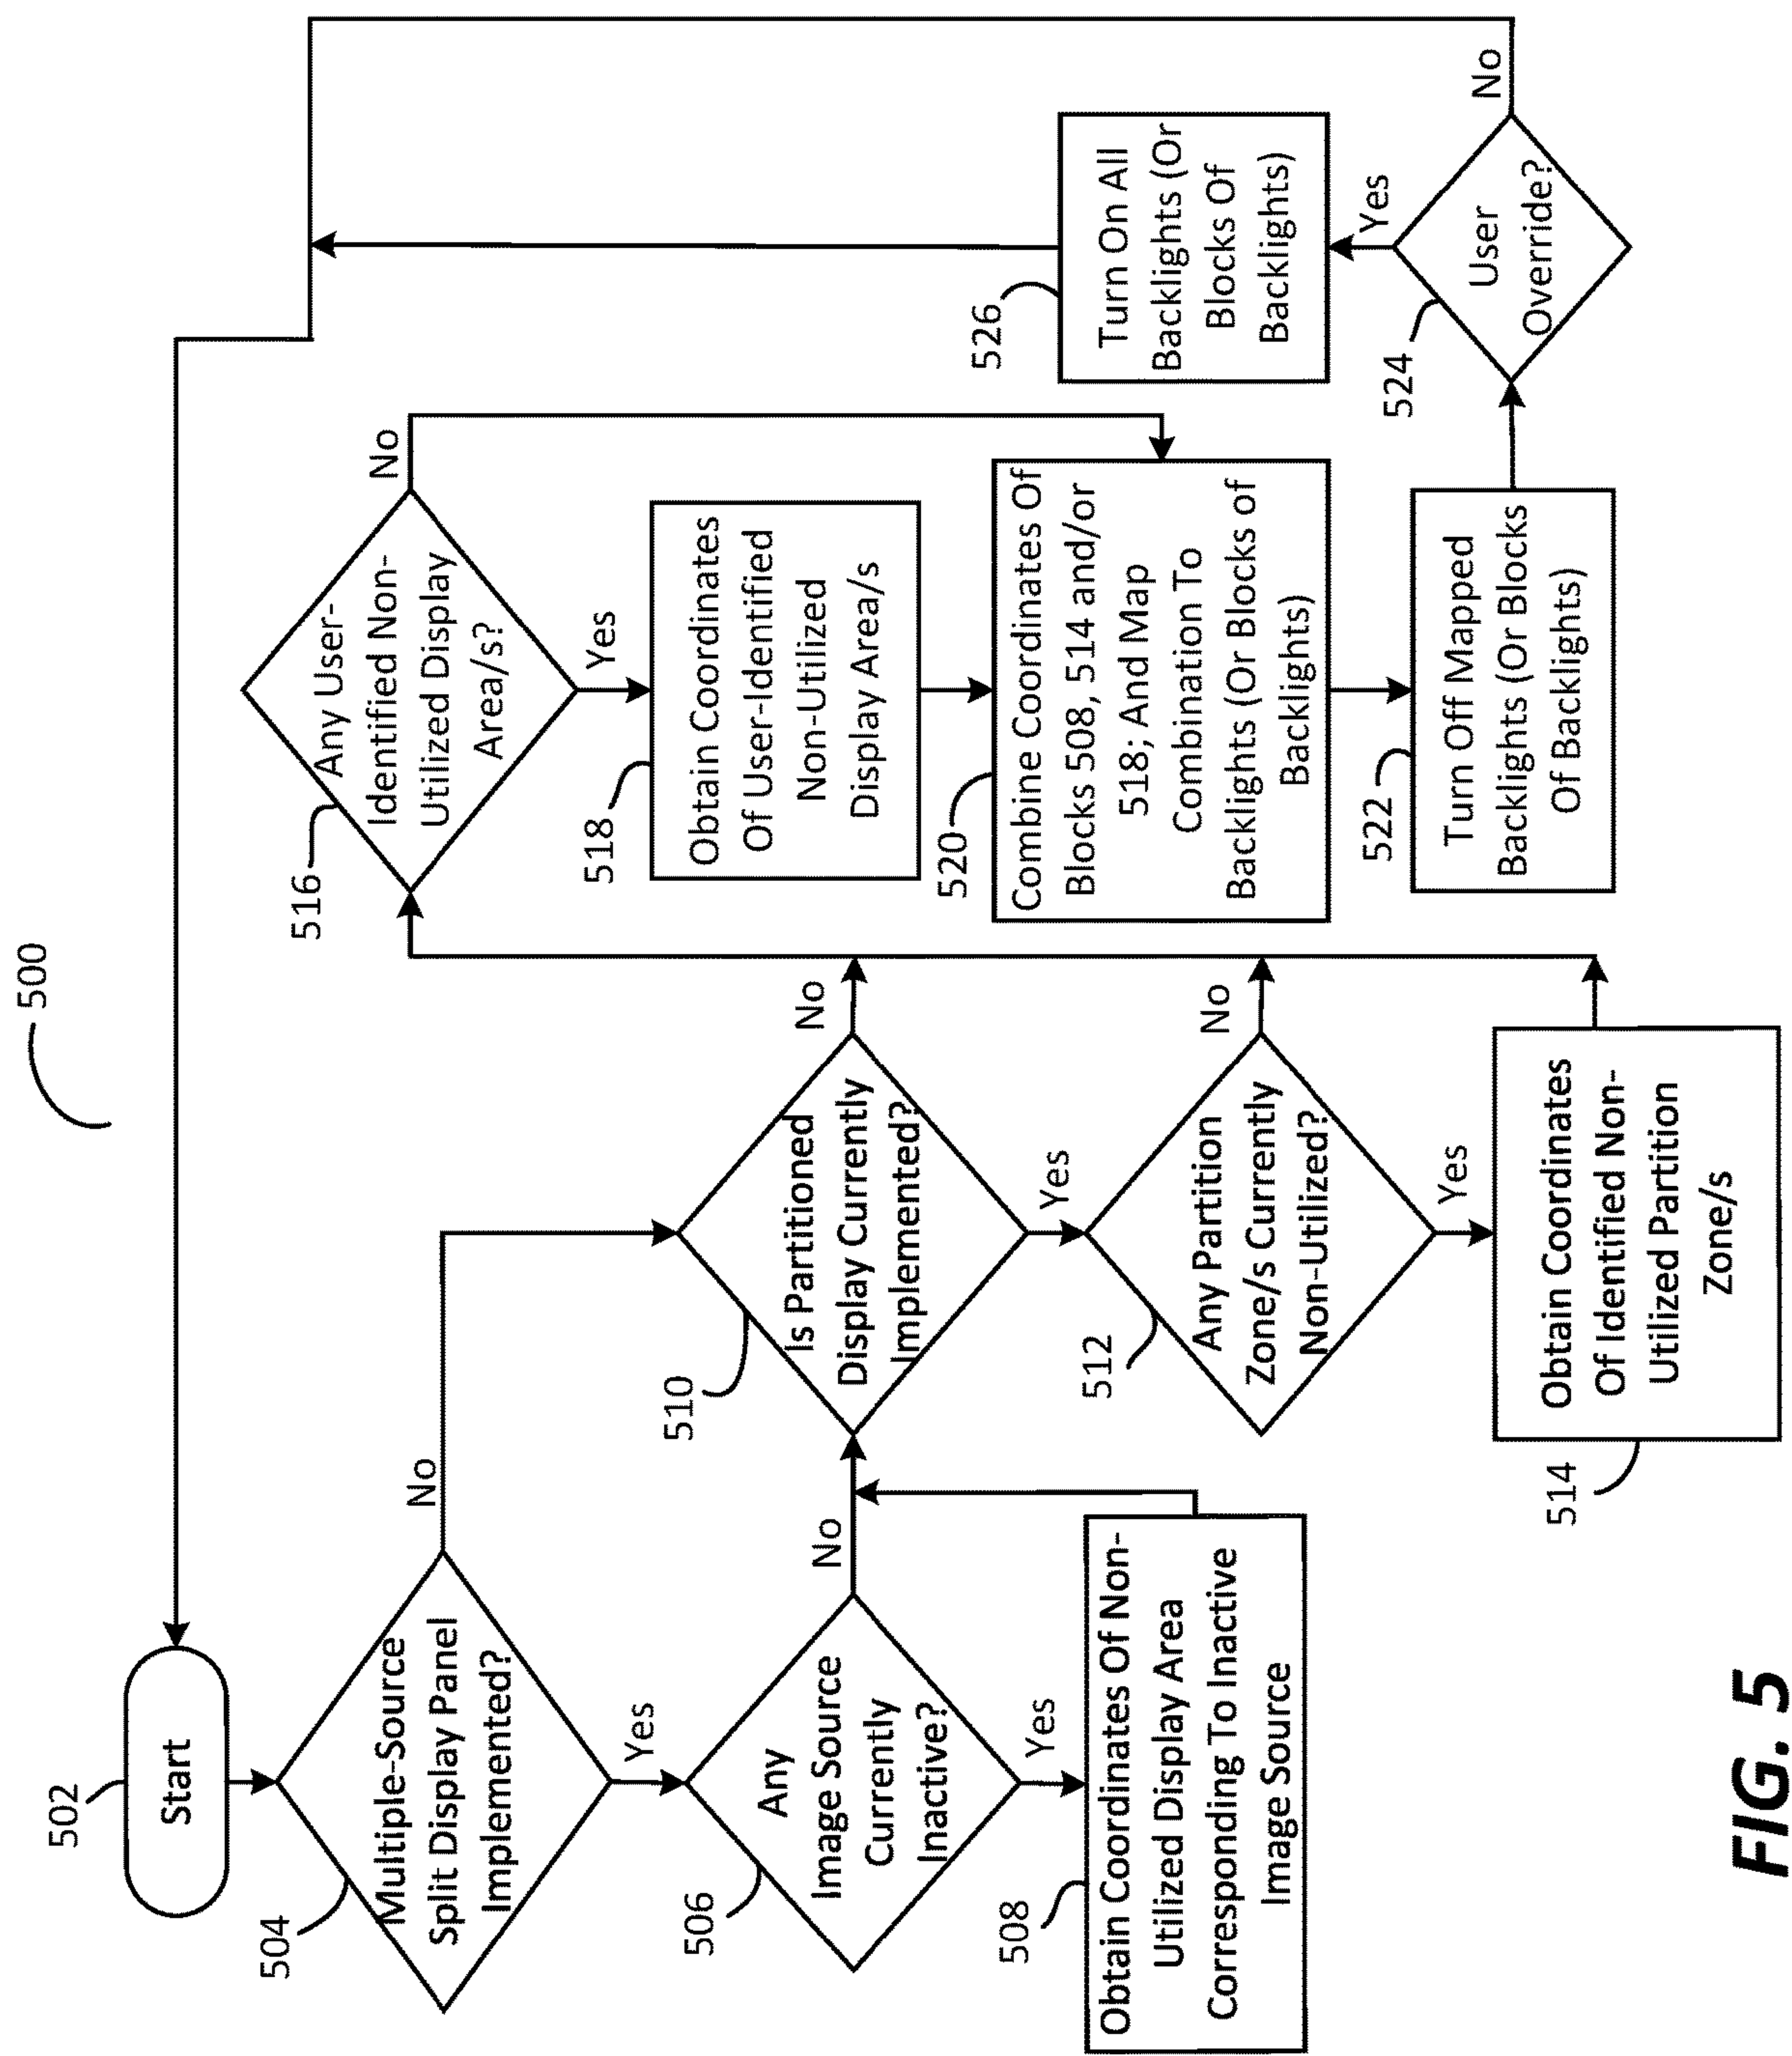 500
502
Start
504
Multiple-Source
Split Display Panel
Implemented?
No
Yes
506
Any
Image Source
Currently
Inactive?
No
Yes
508
Obtain Coordinates Of Non-
Utilized Display Area
Corresponding To Inactive
Image Source
510
Is Partitioned
Display Currently
Implemented?
No
Yes
512
Any Partition
Zone/s Currently
Non-Utilized?
No
Yes
514
Obtain Coordinates
Of Identified Non-
Utilized Partition
Zone/s
516
Any User-
Identified Non-
Utilized Display
Area/s?
No
Yes
518
Obtain Coordinates
Of User-Identified
Non-Utilized
Display Area/s
520
Combine Coordinates Of
Blocks 508, 514 and/or
518; And Map
Combination To
Backlights (Or Blocks of
Backlights)
522
Turn Off Mapped
Backlights (Or Blocks
Of Backlights)
524
User
Override?
No
Yes
526
Turn On All
Backlights (Or
Blocks Of
Backlights)
FIG. 5